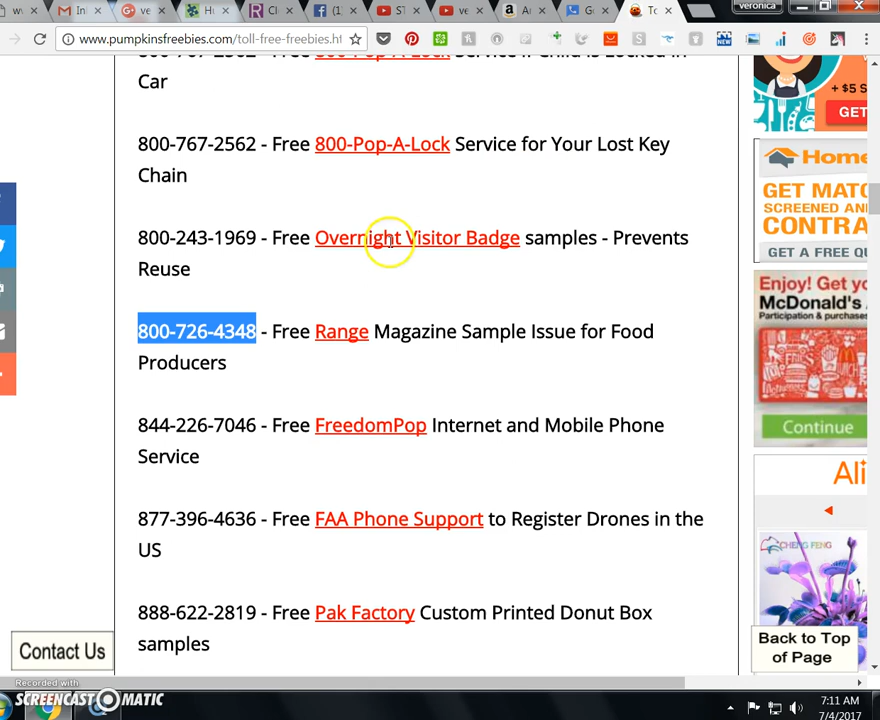 veronica
www.pumpkinsfreebies.com/toll-free-freebies.ht
Car
800-767-2562 - Free 800-Pop-A-Lock Service for Your Lost Key
Chain
800-243-1969 - Free Overnight Visitor Badge samples - Prevents
Reuse
800-726-4348 - Free Range Magazine Sample Issue for Food
Producers
844-226-7046 - Free FreedomPop Internet and Mobile Phone
Service
877-396-4636 - Free FAA Phone Support to Register Drones in the
US
888-622-2819 - Free Pak Factory Custom Printed Donut Box
samples
+ $5 S
GET
Home
GET MATC
SCREENED AN
CONTRA
GET A FREE QU
Enjoy! Get yo
McDonald's
Participation & purchase
Continue
Ali
CHENG FENG
Back to Top
of Page
Contact Us
Recorded with
SCREENCAST MATIC
7:11 AM
7/4/2017